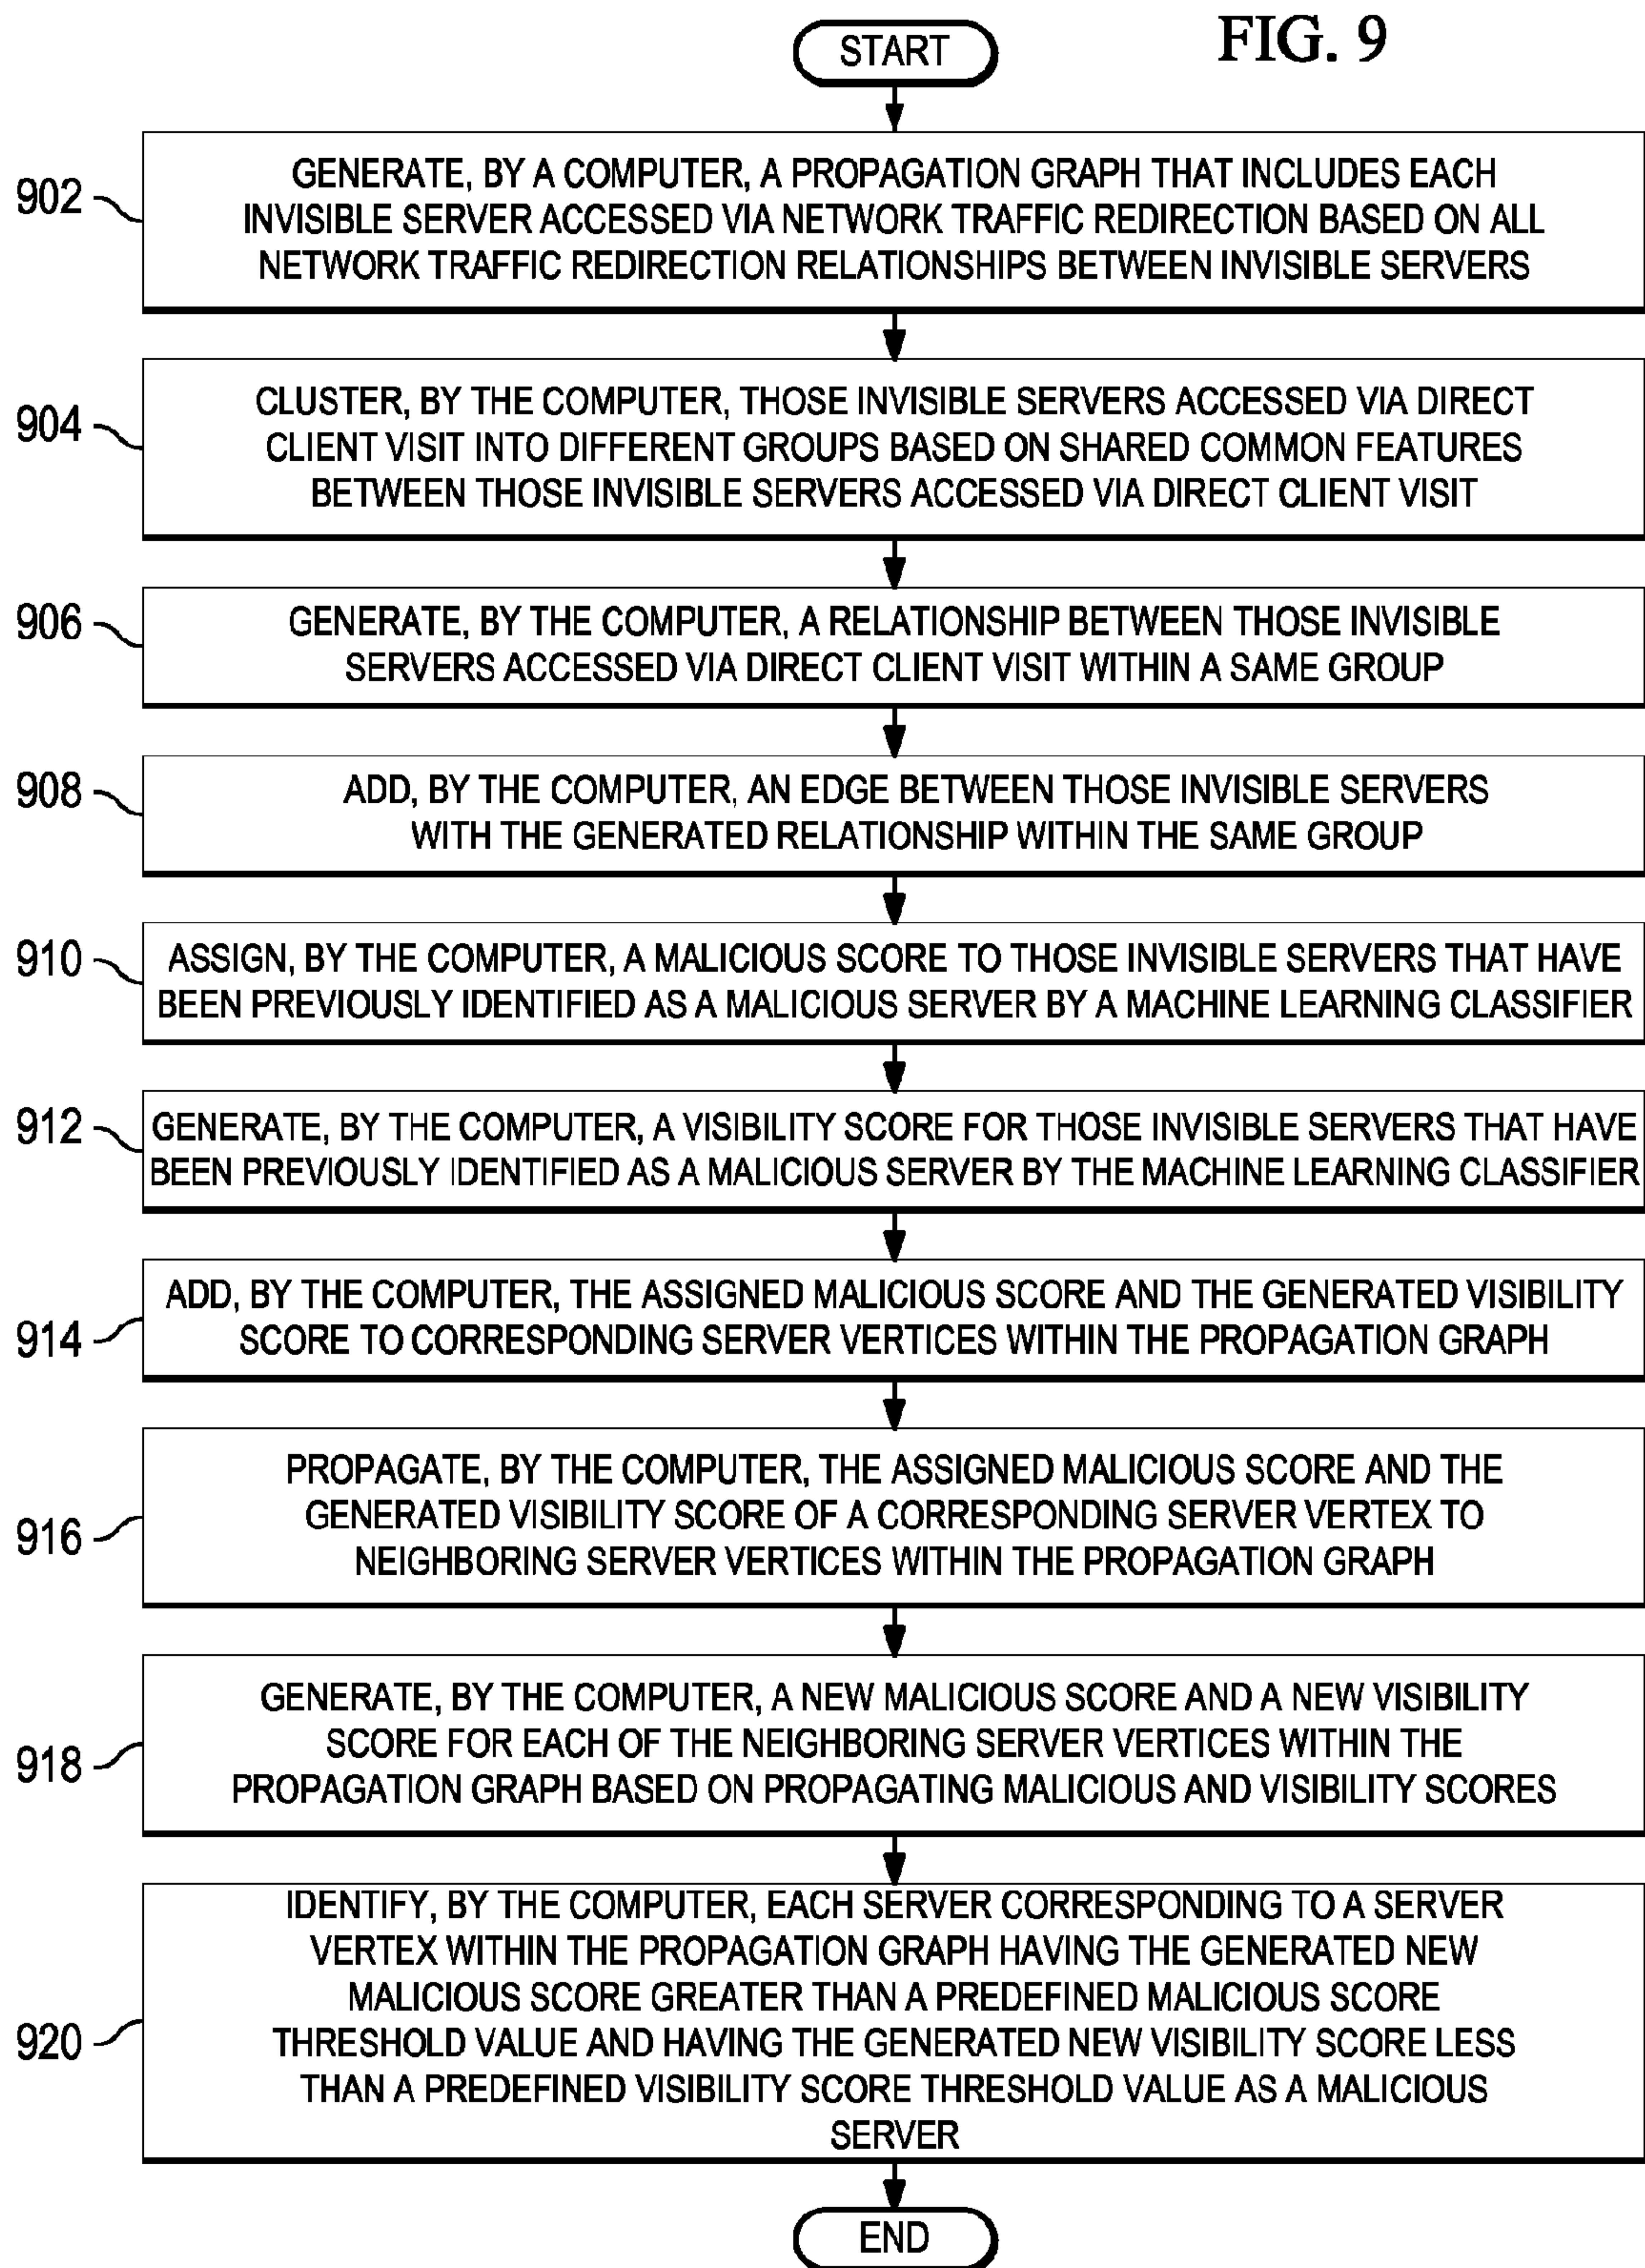 FIG. 9
START
902
GENERATE, BY A COMPUTER, A PROPAGATION GRAPH THAT INCLUDES EACH
INVISIBLE SERVER ACCESSED VIA NETWORK TRAFFIC REDIRECTION BASED ON ALL
NETWORK TRAFFIC REDIRECTION RELATIONSHIPS BETWEEN INVISIBLE SERVERS
904
CLUSTER, BY THE COMPUTER, THOSE INVISIBLE SERVERS ACCESSED VIA DIRECT
CLIENT VISIT INTO DIFFERENT GROUPS BASED ON SHARED COMMON FEATURES
BETWEEN THOSE INVISIBLE SERVERS ACCESSED VIA DIRECT CLIENT VISIT
906
GENERATE, BY THE COMPUTER, A RELATIONSHIP BETWEEN THOSE INVISIBLE
SERVERS ACCESSED VIA DIRECT CLIENT VISIT WITHIN A SAME GROUP
908
ADD, BY THE COMPUTER, AN EDGE BETWEEN THOSE INVISIBLE SERVERS
WITH THE GENERATED RELATIONSHIP WITHIN THE SAME GROUP
910
ASSIGN, BY THE COMPUTER, A MALICIOUS SCORE TO THOSE INVISIBLE SERVERS THAT HAVE
BEEN PREVIOUSLY IDENTIFIED AS A MALICIOUS SERVER BY A MACHINE LEARNING CLASSIFIER
912
GENERATE, BY THE COMPUTER, A VISIBILITY SCORE FOR THOSE INVISIBLE SERVERS THAT HAVE
BEEN PREVIOUSLY IDENTIFIED AS A MALICIOUS SERVER BY THE MACHINE LEARNING CLASSIFIER
914
ADD, BY THE COMPUTER, THE ASSIGNED MALICIOUS SCORE AND THE GENERATED VISIBILITY
SCORE TO CORRESPONDING SERVER VERTICES WITHIN THE PROPAGATION GRAPH
916
PROPAGATE, BY THE COMPUTER, THE ASSIGNED MALICIOUS SCORE AND THE
GENERATED VISIBILITY SCORE OF A CORRESPONDING SERVER VERTEX TO
NEIGHBORING SERVER VERTICES WITHIN THE PROPAGATION GRAPH
918
GENERATE, BY THE COMPUTER, A NEW MALICIOUS SCORE AND A NEW VISIBILITY
SCORE FOR EACH OF THE NEIGHBORING SERVER VERTICES WITHIN THE
PROPAGATION GRAPH BASED ON PROPAGATING MALICIOUS AND VISIBILITY SCORES
920
IDENTIFY, BY THE COMPUTER, EACH SERVER CORRESPONDING TO A SERVER
VERTEX WITHIN THE PROPAGATION GRAPH HAVING THE GENERATED NEW
MALICIOUS SCORE GREATER THAN A PREDEFINED MALICIOUS SCORE
THRESHOLD VALUE AND HAVING THE GENERATED NEW VISIBILITY SCORE LESS
THAN A PREDEFINED VISIBILITY SCORE THRESHOLD VALUE AS A MALICIOUS
SERVER
END